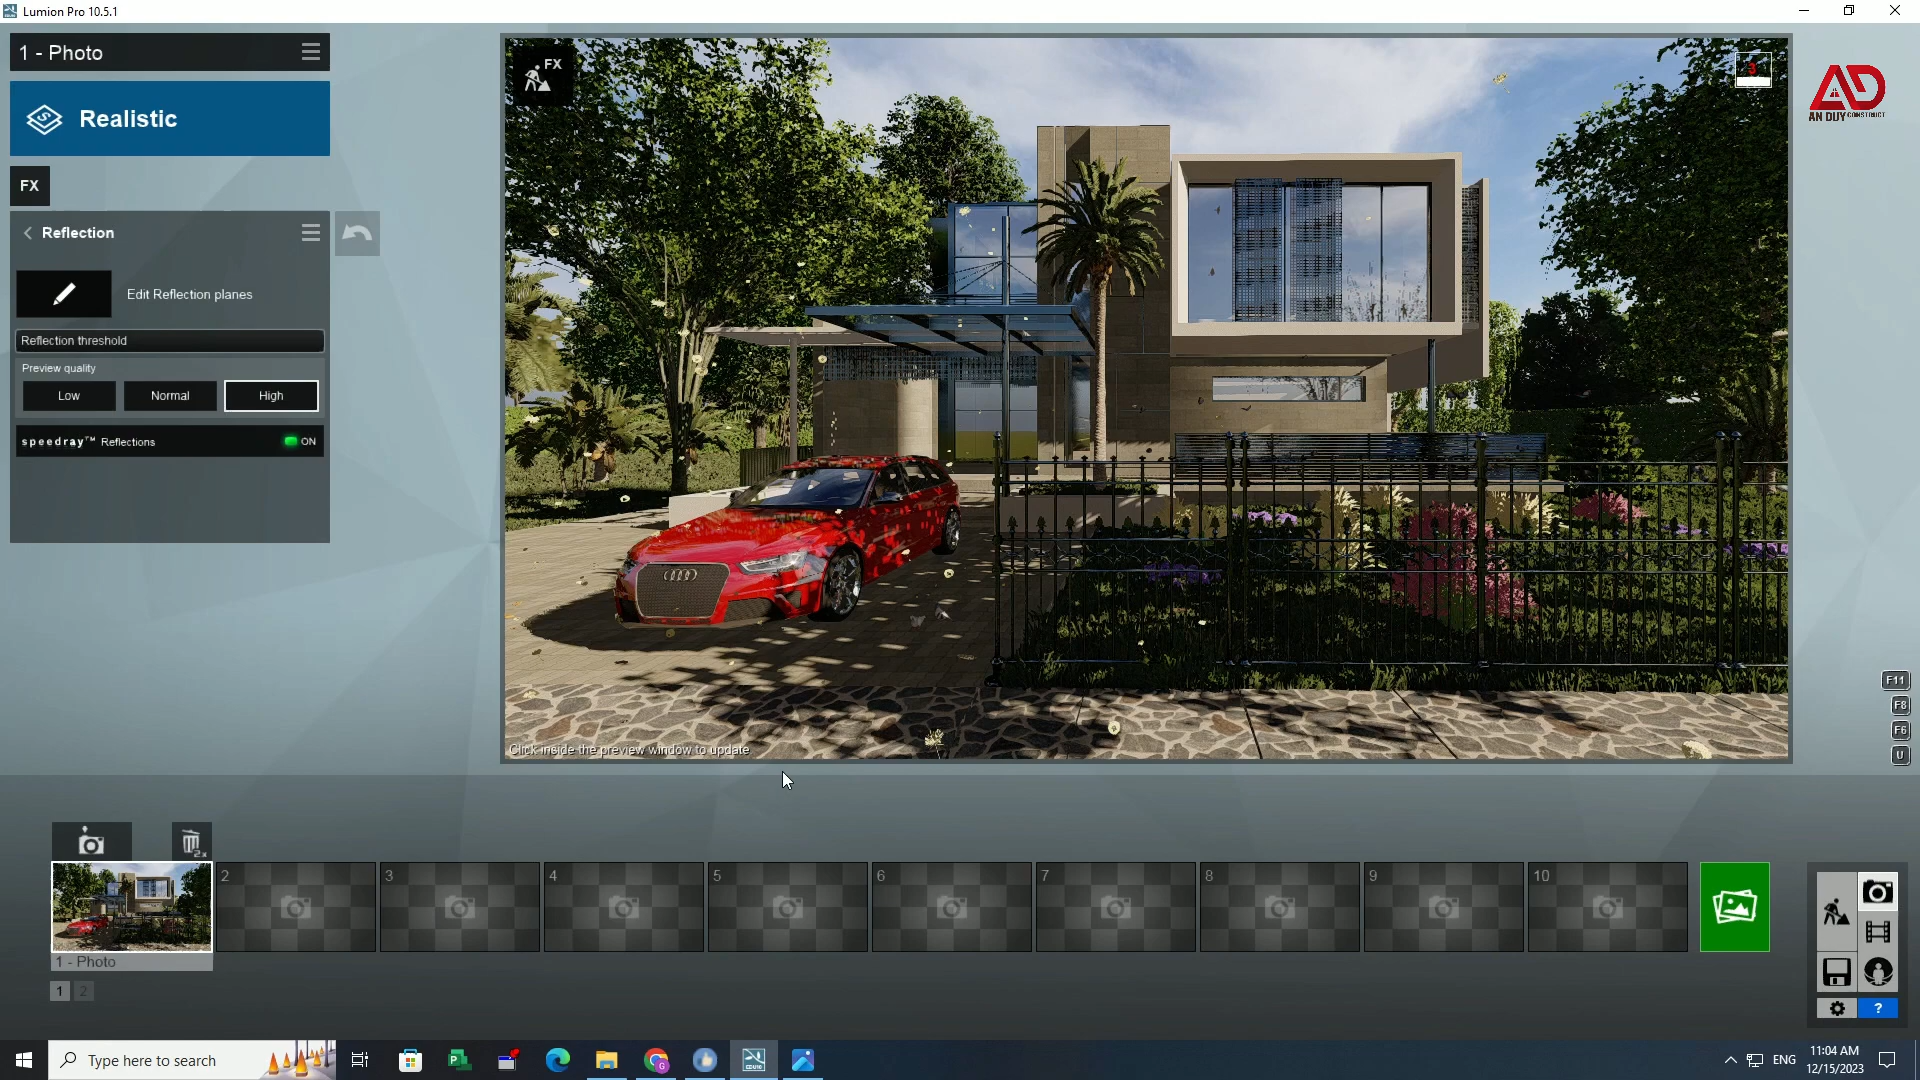 Lumion Pro 10.5.1
1 - Photo
Realistic
FX
Reflection
Edit Reflection planes
Reflection threshold
Preview quality
Low
Normal
High
speedray™ Reflections
ON
FX
3
AN DUY CONSTRUCT
Click inside the preview window to update
F11
F8
F6
U
2x
2
3
4
5
6
7
8
9
10
1 - Photo
1
2
?
Type here to search
ENG
11:04 AM
12/15/2023